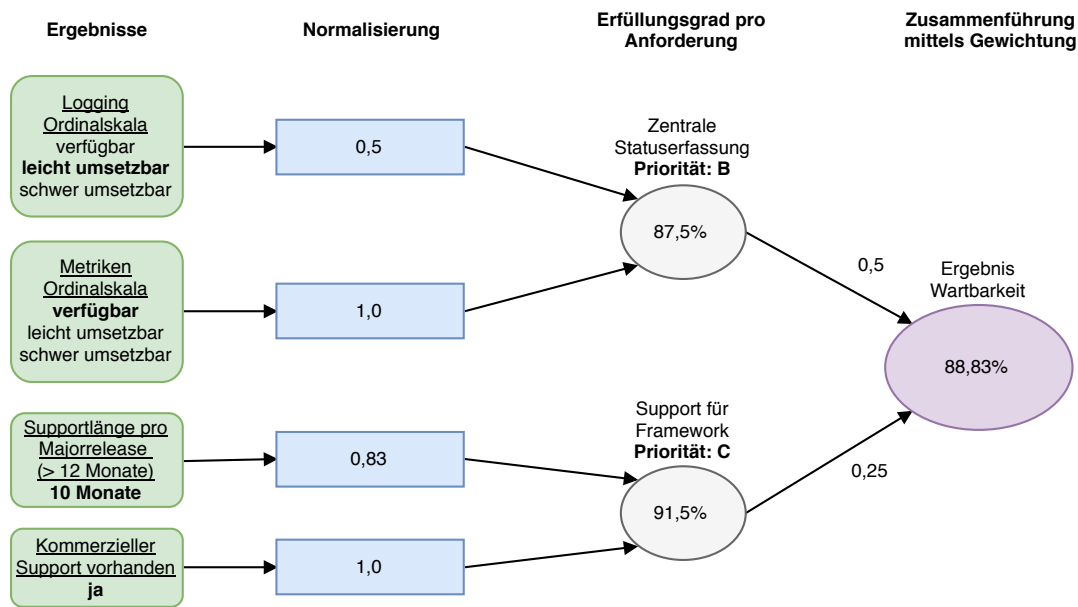 Ergebnisse
Normalisierung
Erfüllungsgrad pro
Anforderung
Zusammenführung
mittels Gewichtung
Logging
Ordinalskala
verfügbar
leicht umsetzbar
schwer umsetzbar
0,5
Zentrale
Statuserfassung
Priorität: B
87,5%
Metriken
Ordinalskala
verfügbar
leicht umsetzbar
schwer umsetzbar
1,0
0,5
Ergebnis
Wartbarkeit
88,83%
Supportlänge pro
Majorrelease
(> 12 Monate)
10 Monate
0,83
Support für
Framework
Priorität: C
91,5%
0,25
Kommerzieller
Support vorhanden
ja
1,0